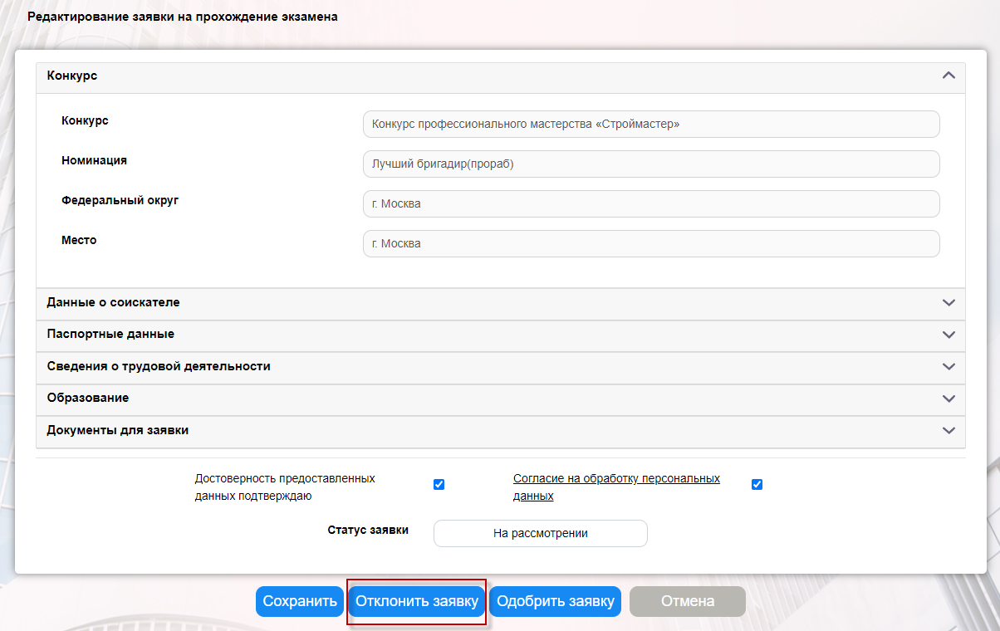 Редактирование заявки на прохождение экзамена
Конкурс
Конкурс
Конкурс профессионального мастерства «Строймастер»
Номинация
Лучший бригадир(прораб)
Федеральный округ
г. Москва
Место
г. Москва
Данные о соискателе
Паспортные данные
Сведения о трудовой деятельности
Образование
Документы для заявки
Достоверность предоставленных
данных подтверждаю
Согласие на обработку персональных
данных
Статус заявки
На рассмотрении
Сохранить
Отклонить заявку
Одобрить заявку
Отмена